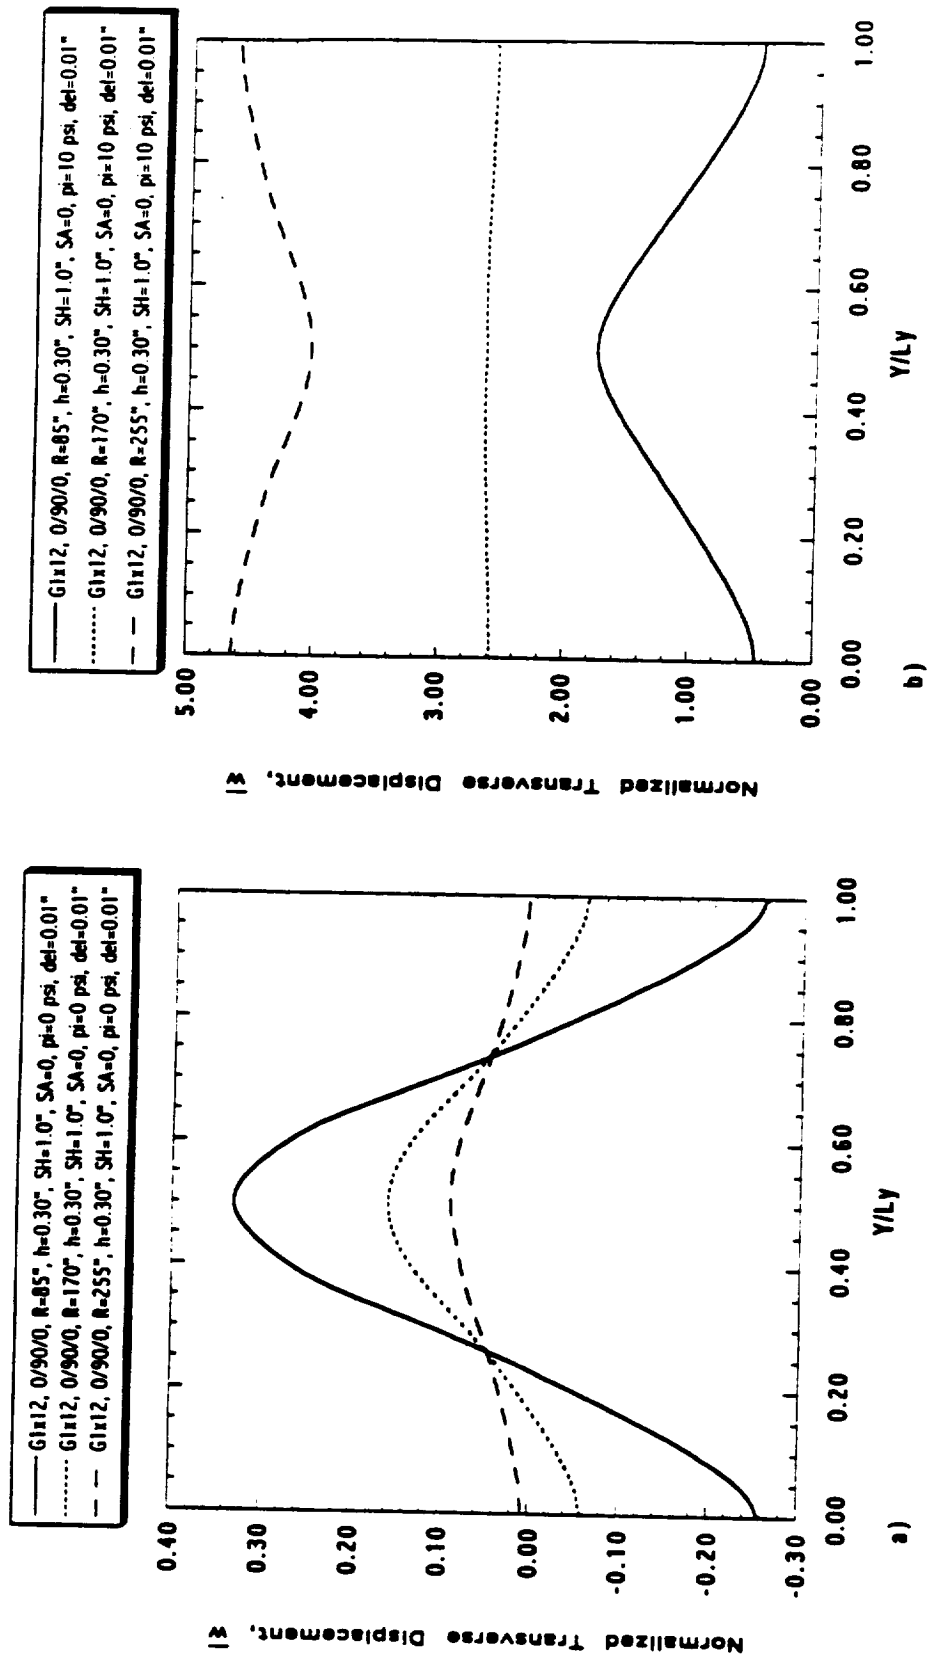 G1x12, 0/90/0, R=85", h=0.30", SH=1.0", SA=0, pi=0 psi, del=0.01"
G1x12, 0/90/0, R=170", h=0.30", SH=1.0", SA=0, pi=0 psi, del=0.01"
G1x12, 0/90/0, R=255", h=0.30", SH=1.0", SA=0, pi=0 psi, del=0.01"
Normalized Transverse Displacement, w̅
0.40
0.30
0.20
0.10
0.00
-0.10
-0.20
-0.30
0.00 0.20 0.40 0.60 0.80 1.00
Y/Ly
a)
G1x12, 0/90/0, R=85", h=0.30", SH=1.0", SA=0, pi=10 psi, del=0.01"
G1x12, 0/90/0, R=170", h=0.30", SH=1.0", SA=0, pi=10 psi, del=0.01"
G1x12, 0/90/0, R=255", h=0.30", SH=1.0", SA=0, pi=10 psi, del=0.01"
Normalized Transverse Displacement, w̅
5.00
4.00
3.00
2.00
1.00
0.00
0.00 0.20 0.40 0.60 0.80 1.00
Y/Ly
b)